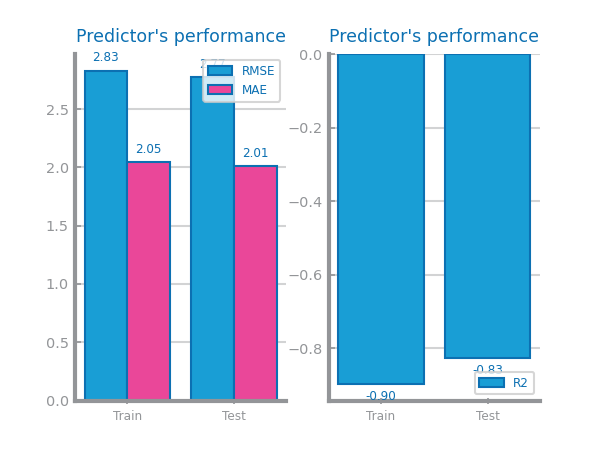 Predictor's performance
2.83
2.05
2.01
RMSE
MAE
2.5
2.0
1.5
1.0
0.5
0.0
Train
Test
Predictor's performance
0.0
−0.2
−0.4
−0.6
−0.8
-0.90
-0.83
R2
Train
Test